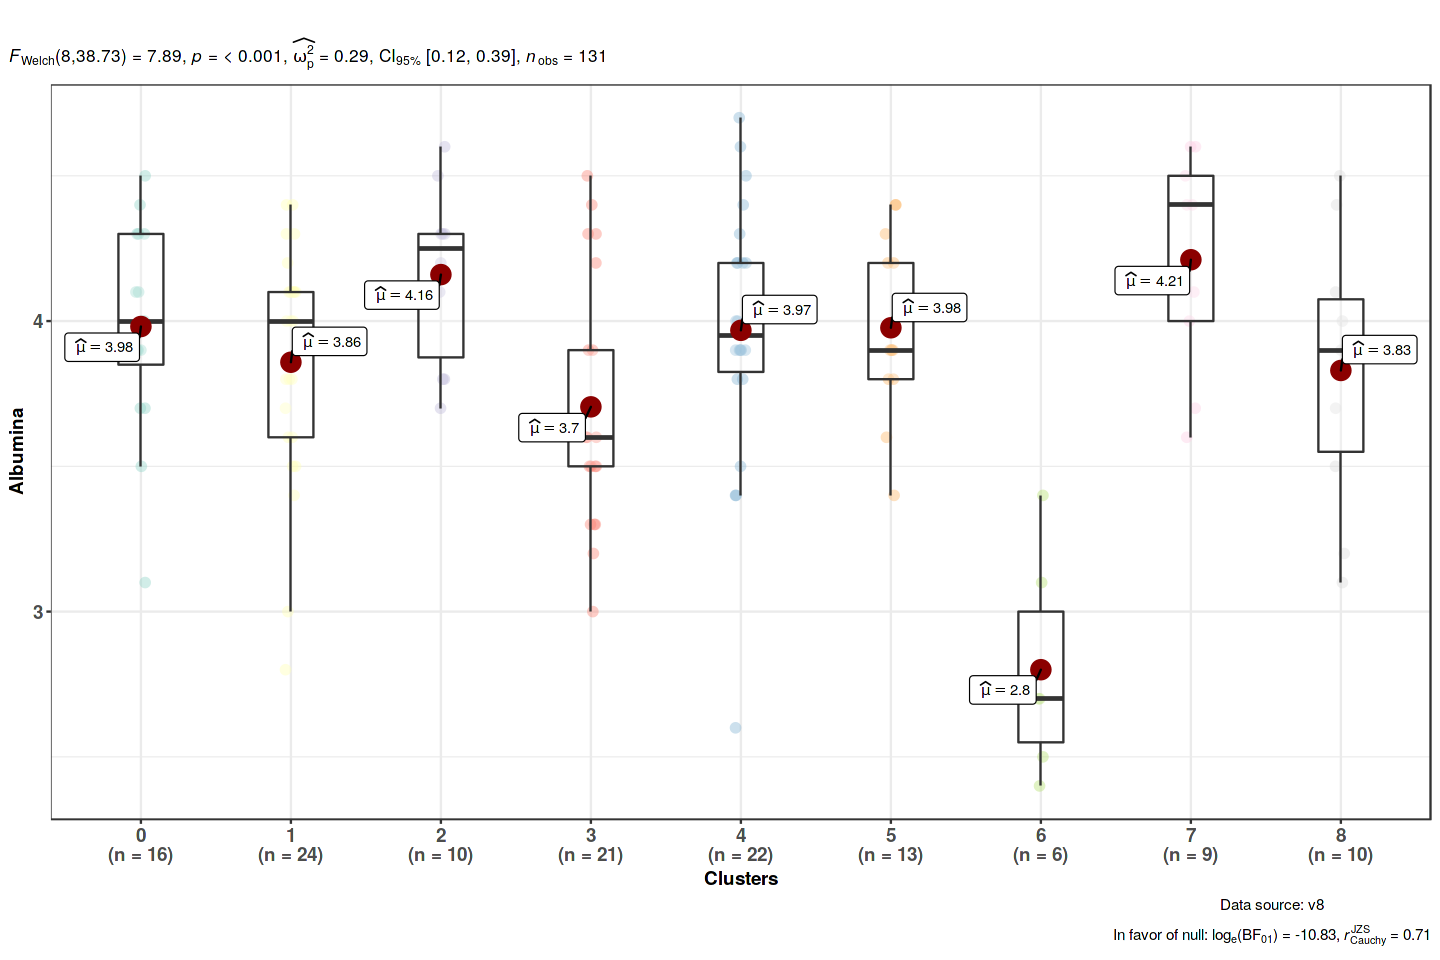 F_Welch(8,38.73) = 7.89, p = < 0.001, ω̂²_p = 0.29, CI_95% [0.12, 0.39], n_obs = 131
Albumina
4
3
μ̂ = 3.98
μ̂ = 3.86
μ̂ = 4.16
μ̂ = 3.7
μ̂ = 3.97
μ̂ = 3.98
μ̂ = 2.8
μ̂ = 4.21
μ̂ = 3.83
0 1 2 3 4 5 6 7 8
(n = 16) (n = 24) (n = 10) (n = 21) (n = 22) (n = 13) (n = 6) (n = 9) (n = 10)
Clusters
Data source: v8
In favor of null: log_e(BF_01) = -10.83, r^JZS_Cauchy = 0.71